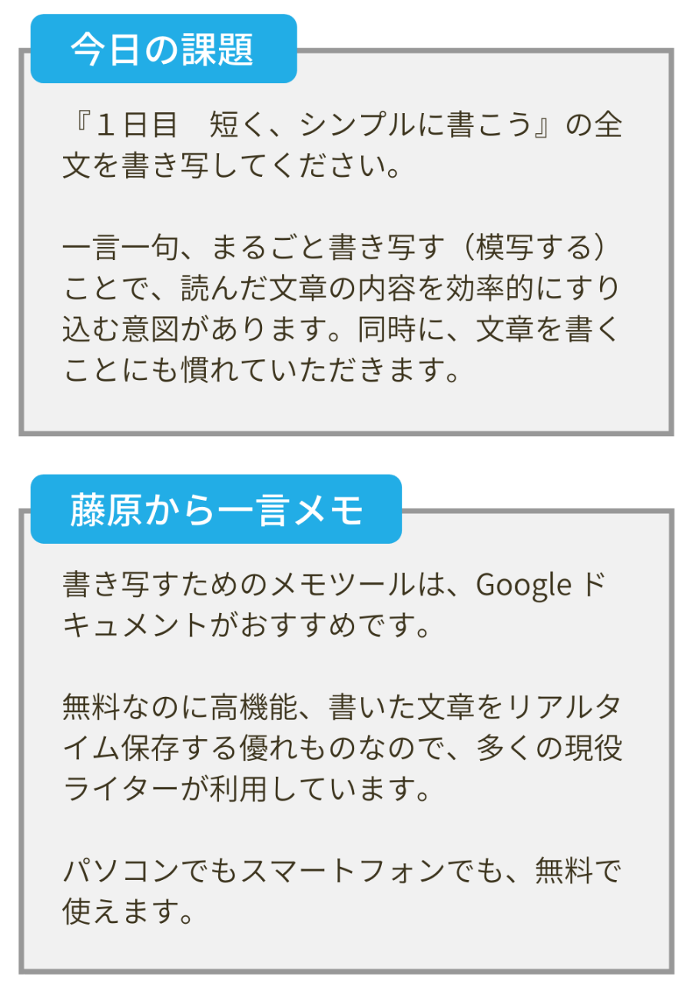 今日の課題
『１日目　短く、シンプルに書こう』の全
文を書き写してください。
一言一句、まるごと書き写す（模写する）
ことで、読んだ文章の内容を効率的にすり
込む意図があります。同時に、文章を書く
ことにも慣れていただきます。
藤原から一言メモ
書き写すためのメモツールは、Google ド
キュメントがおすすめです。
無料なのに高機能、書いた文章をリアルタ
イム保存する優れものなので、多くの現役
ライターが利用しています。
パソコンでもスマートフォンでも、無料で
使えます。